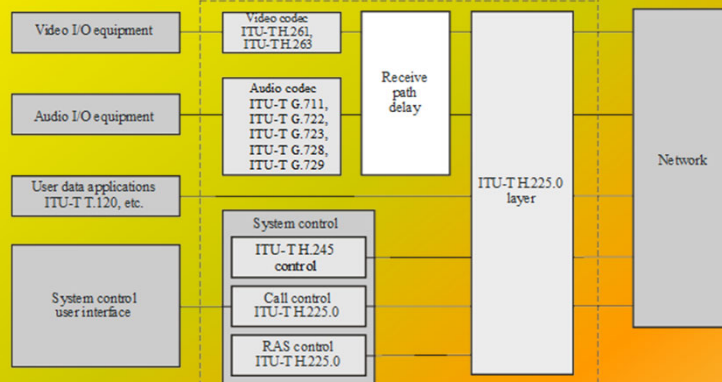 Video I/O equipment
Video codec
ITU-T H.261,
ITU-T H.263
Audio I/O equipment
Audio codec
ITU-T G.711,
ITU-T G.722,
ITU-T G.723,
ITU-T G.728,
ITU-T G.729
Receive
path
delay
User data applications
ITU-T T.120, etc.
System control
user interface
System control
ITU-T H.245
control
Call control
ITU-T H.225.0
RAS control
ITU-T H.225.0
ITU-T H.225.0
layer
Network